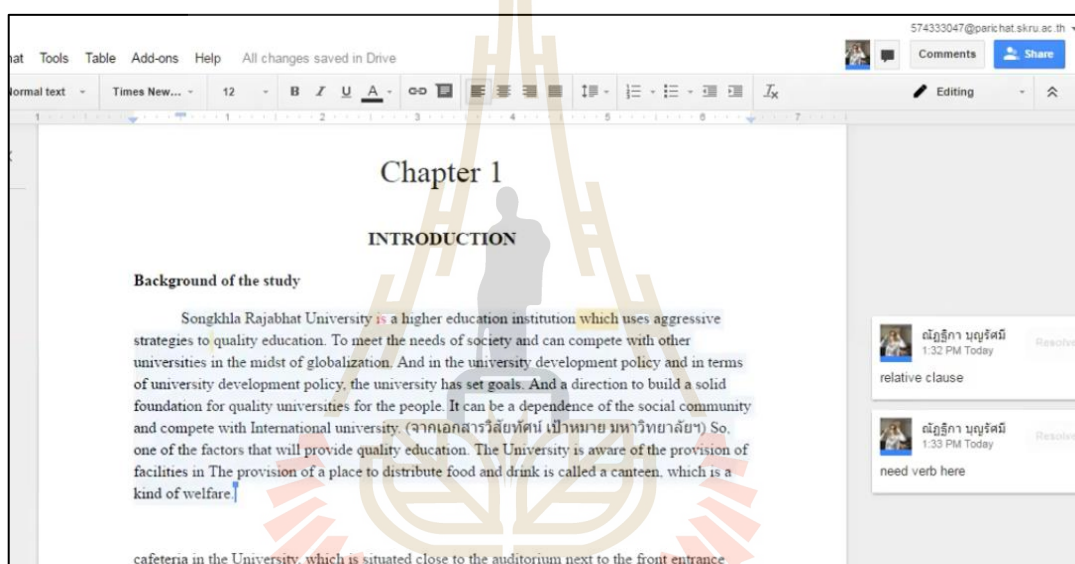 574333047@parichat.skru.ac.th
nat Tools Table Add-ons Help All changes saved in Drive
Comments Share
Normal text Times New... 12 B I U A Editing
1 1 2 3 4 5 6 7
Chapter 1
INTRODUCTION
Background of the study
Songkhla Rajabhat University is a higher education institution which uses aggressive
strategies to quality education. To meet the needs of society and can compete with other
universities in the midst of globalization. And in the university development policy and in terms
of university development policy, the university has set goals. And a direction to build a solid
foundation for quality universities for the people. It can be a dependence of the social community
and compete with International university. (จากเอกสารวิสัยทัศน์ เป้าหมาย มหาวิทยาลัยฯ) So,
one of the factors that will provide quality education. The University is aware of the provision of
facilities in The provision of a place to distribute food and drink is called a canteen, which is a
kind of welfare.
cafeteria in the University, which is situated close to the auditorium next to the front entrance
ณัฏฐิกา บุญรัศมี
1:32 PM Today Resolve
relative clause
ณัฏฐิกา บุญรัศมี
1:33 PM Today Resolve
need verb here